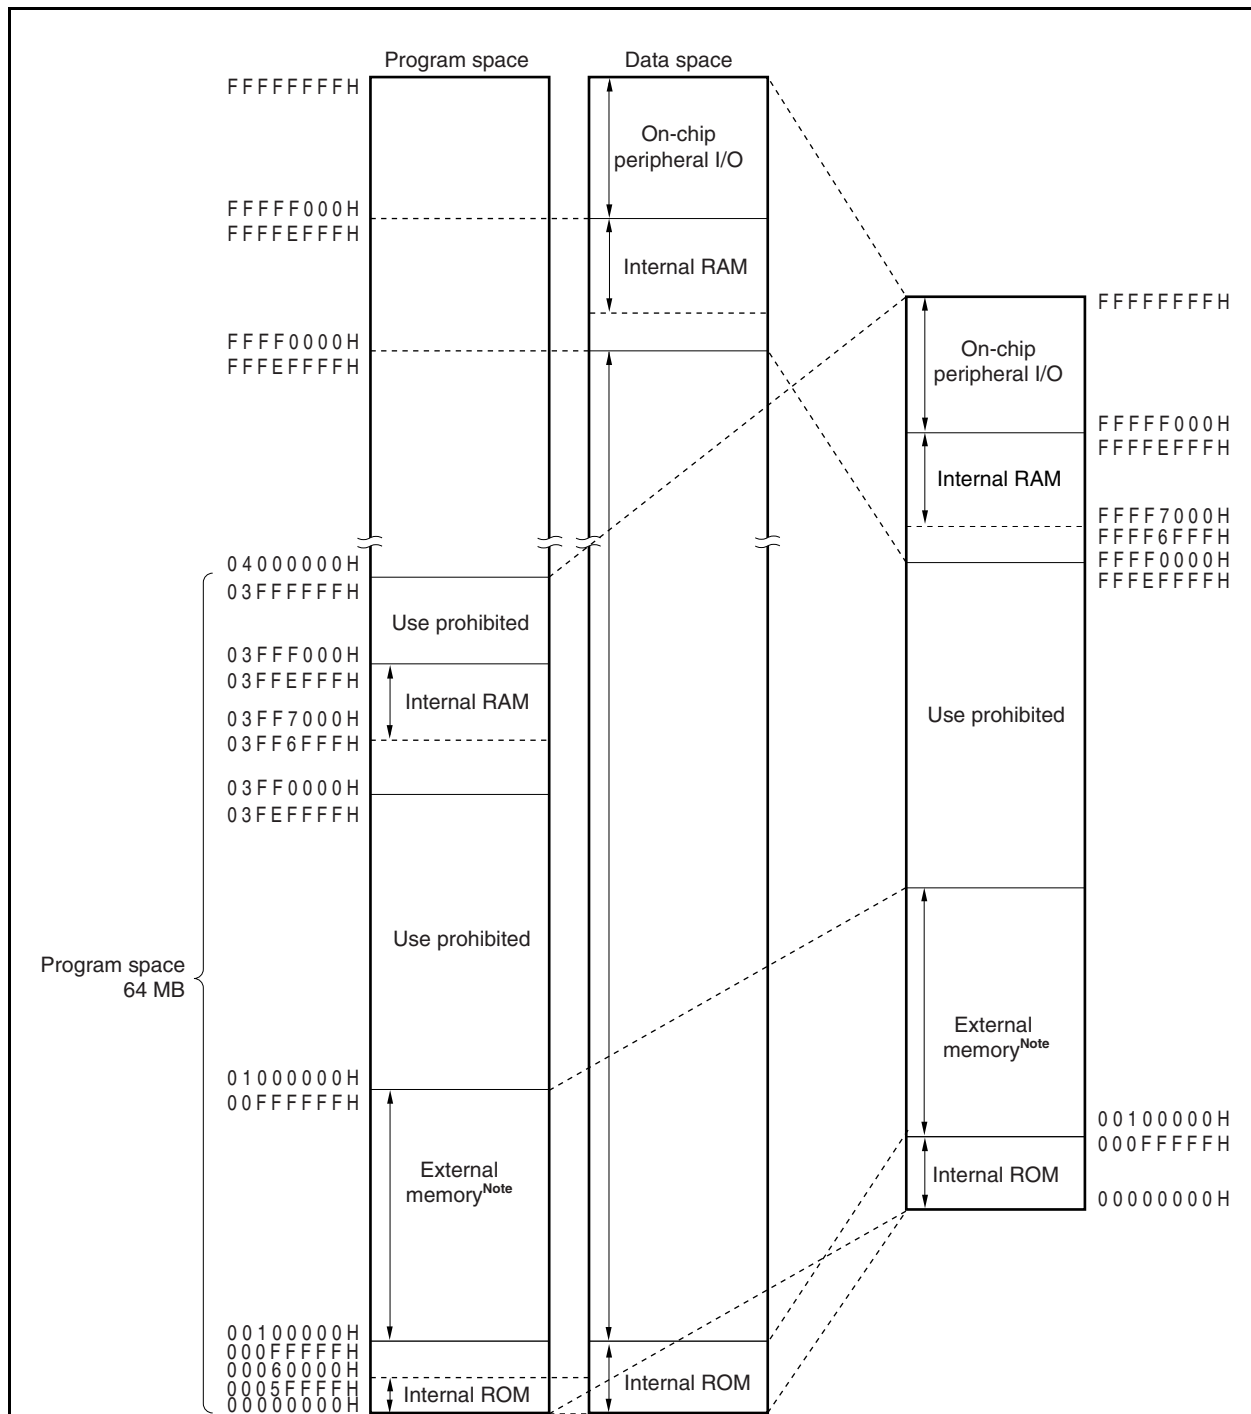 Program space
Data space
FFFFFFFFH
On-chip
peripheral I/O
FFFFF000H
FFFFEFFFH
Internal RAM
FFFF0000H
FFFEFFFFH
04000000H
03FFFFFFH
Use prohibited
03FFF000H
03FFEFFFH
Internal RAM
03FF7000H
03FF6FFFH
03FF0000H
03FEFFFFH
Use prohibited
Program space
64 MB
01000000H
00FFFFFFH
External
memoryNote
00100000H
000FFFFFH
00060000H
0005FFFFH
00000000H
Internal ROM
Internal ROM
FFFFFFFFH
On-chip
peripheral I/O
FFFFF000H
FFFFEFFFH
Internal RAM
FFFF7000H
FFFF6FFFH
FFFF0000H
FFFEFFFFH
Use prohibited
External
memoryNote
00100000H
000FFFFFH
Internal ROM
00000000H